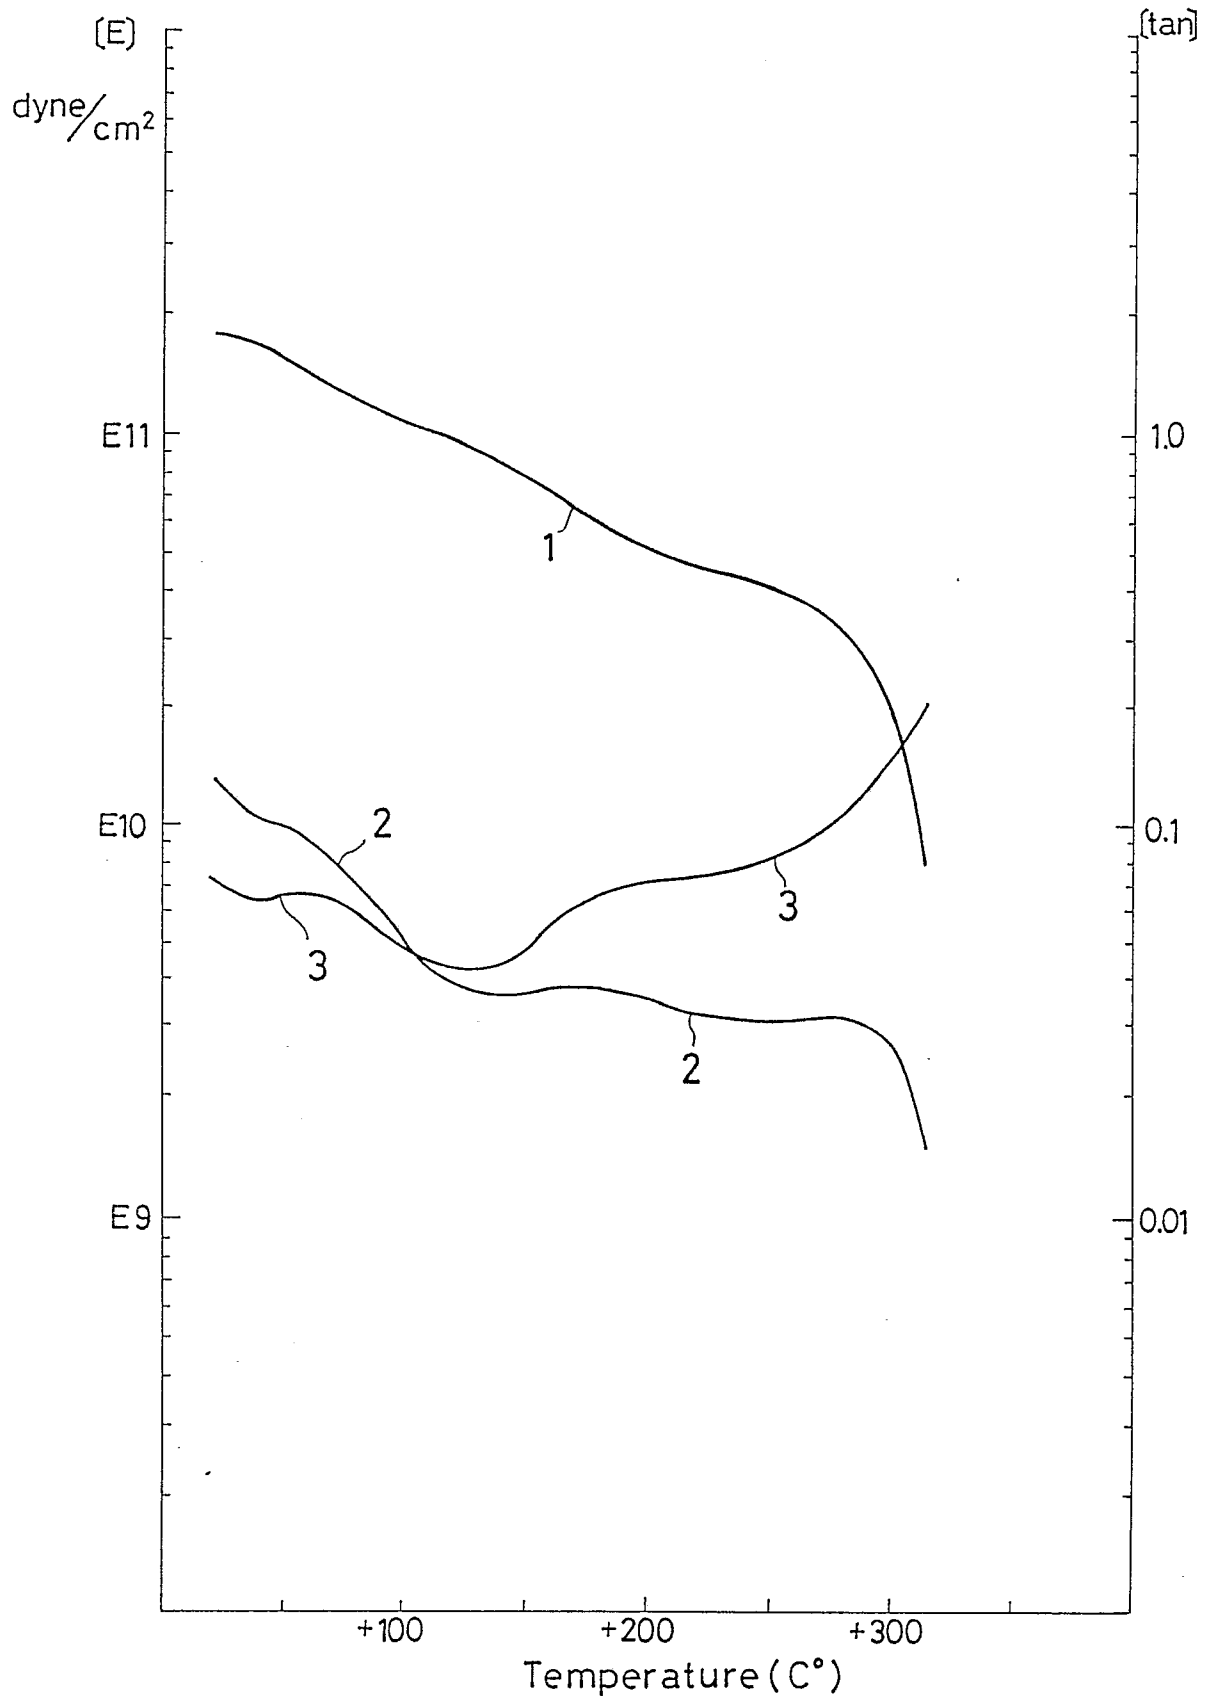 [E]
[tan]
dyne/cm²
E11
1.0
1
E10
0.1
2
3
3
2
E9
0.01
+100
+200
+300
Temperature (C°)